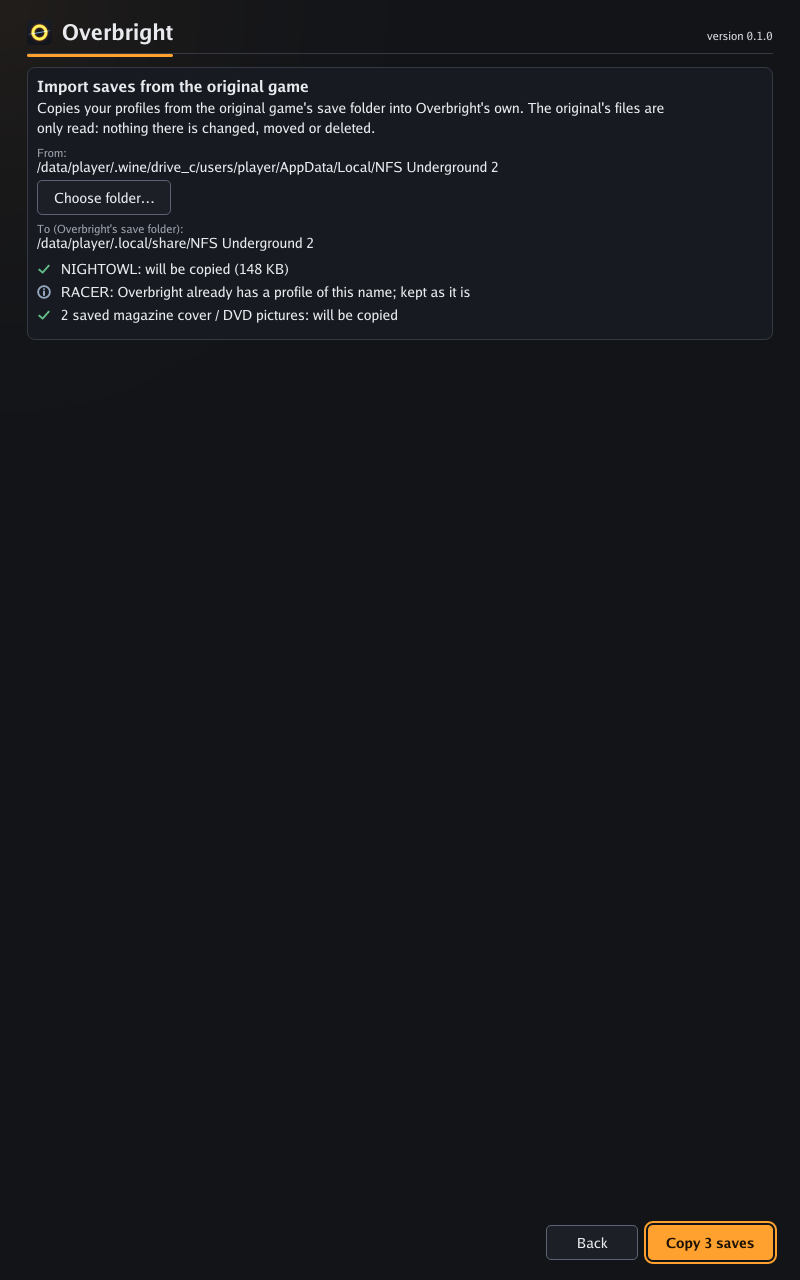 Overbright
version 0.1.0
Import saves from the original game
Copies your profiles from the original game's save folder into Overbright's own. The original's files are
only read: nothing there is changed, moved or deleted.
From:
/data/player/.wine/drive_c/users/player/AppData/Local/NFS Underground 2
Choose folder...
To (Overbright's save folder):
/data/player/.local/share/NFS Underground 2
NIGHTOWL: will be copied (148 KB)
RACER: Overbright already has a profile of this name; kept as it is
2 saved magazine cover / DVD pictures: will be copied
Back
Copy 3 saves